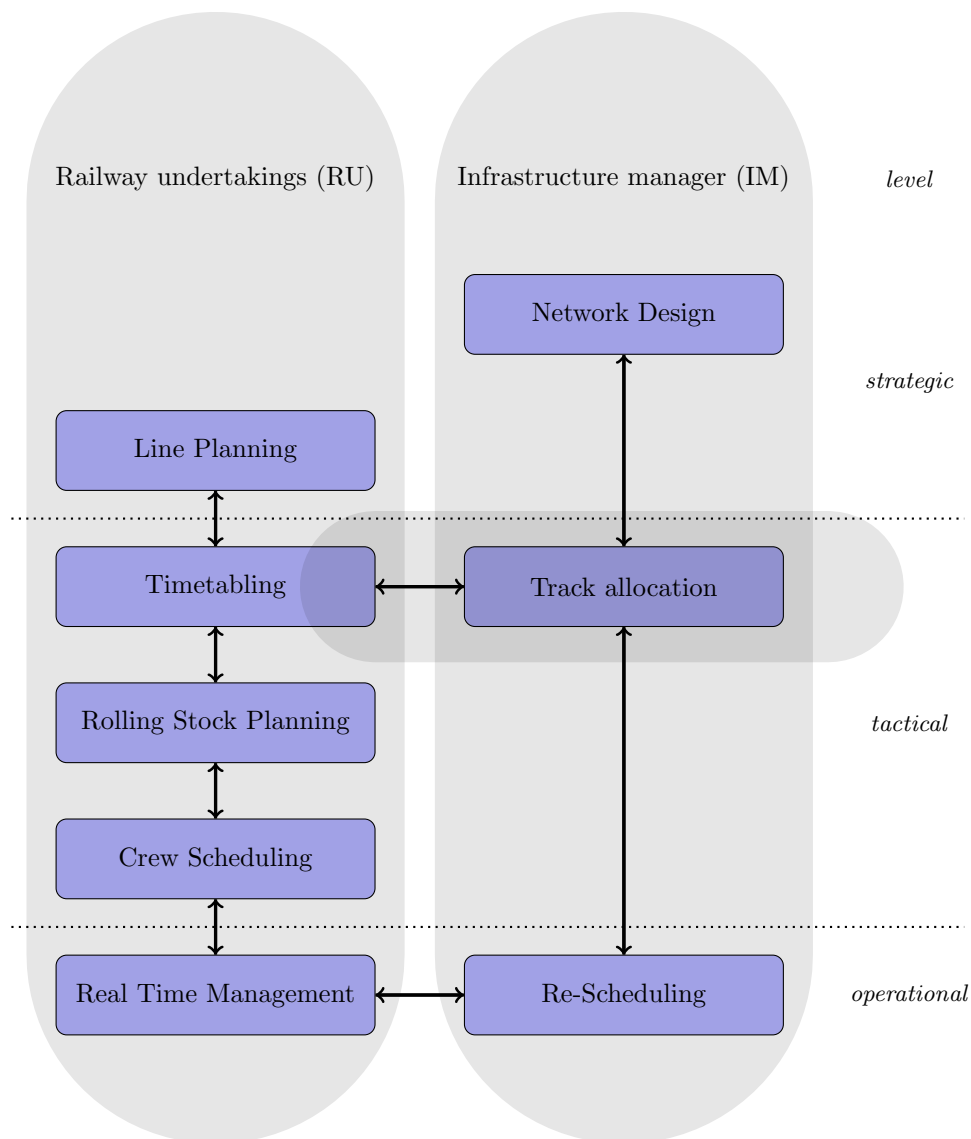 Railway undertakings (RU)
Infrastructure manager (IM)
level
Network Design
strategic
Line Planning
Timetabling
Track allocation
Rolling Stock Planning
tactical
Crew Scheduling
Real Time Management
Re-Scheduling
operational